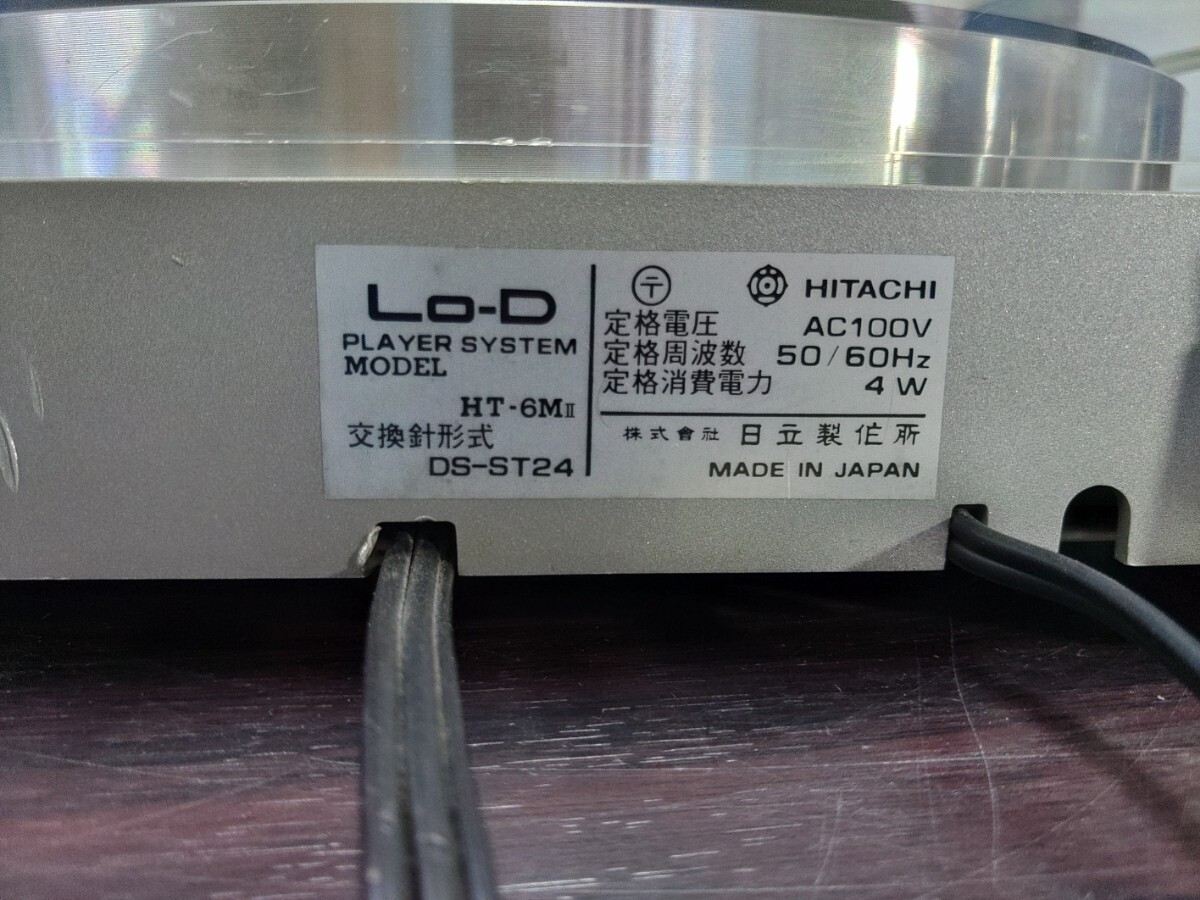 Lo-D
PLAYER SYSTEM
MODEL
HT-6MII
交換針形式
DS-ST24
〒 HITACHI
定格電圧 AC100V
定格周波数 50/60Hz
定格消費電力 4W
株式會社 日立製作所
MADE IN JAPAN